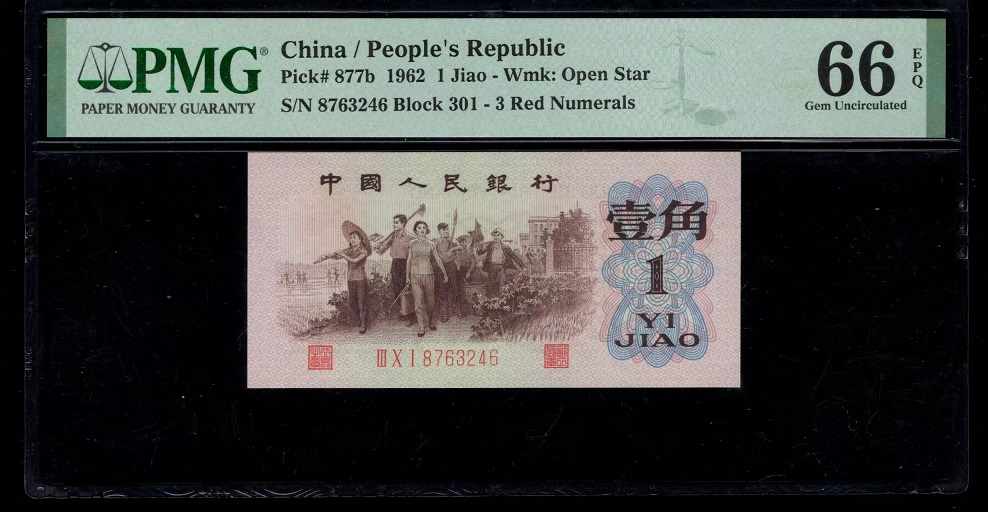 PMG®
PAPER MONEY GUARANTY
China / People's Republic
Pick# 877b 1962 1 Jiao - Wmk: Open Star
S/N 8763246 Block 301 - 3 Red Numerals
66 EPQ
Gem Uncirculated
中國人民銀行
壹角
1
YI
JIAO
ⅢⅩⅠ8763246